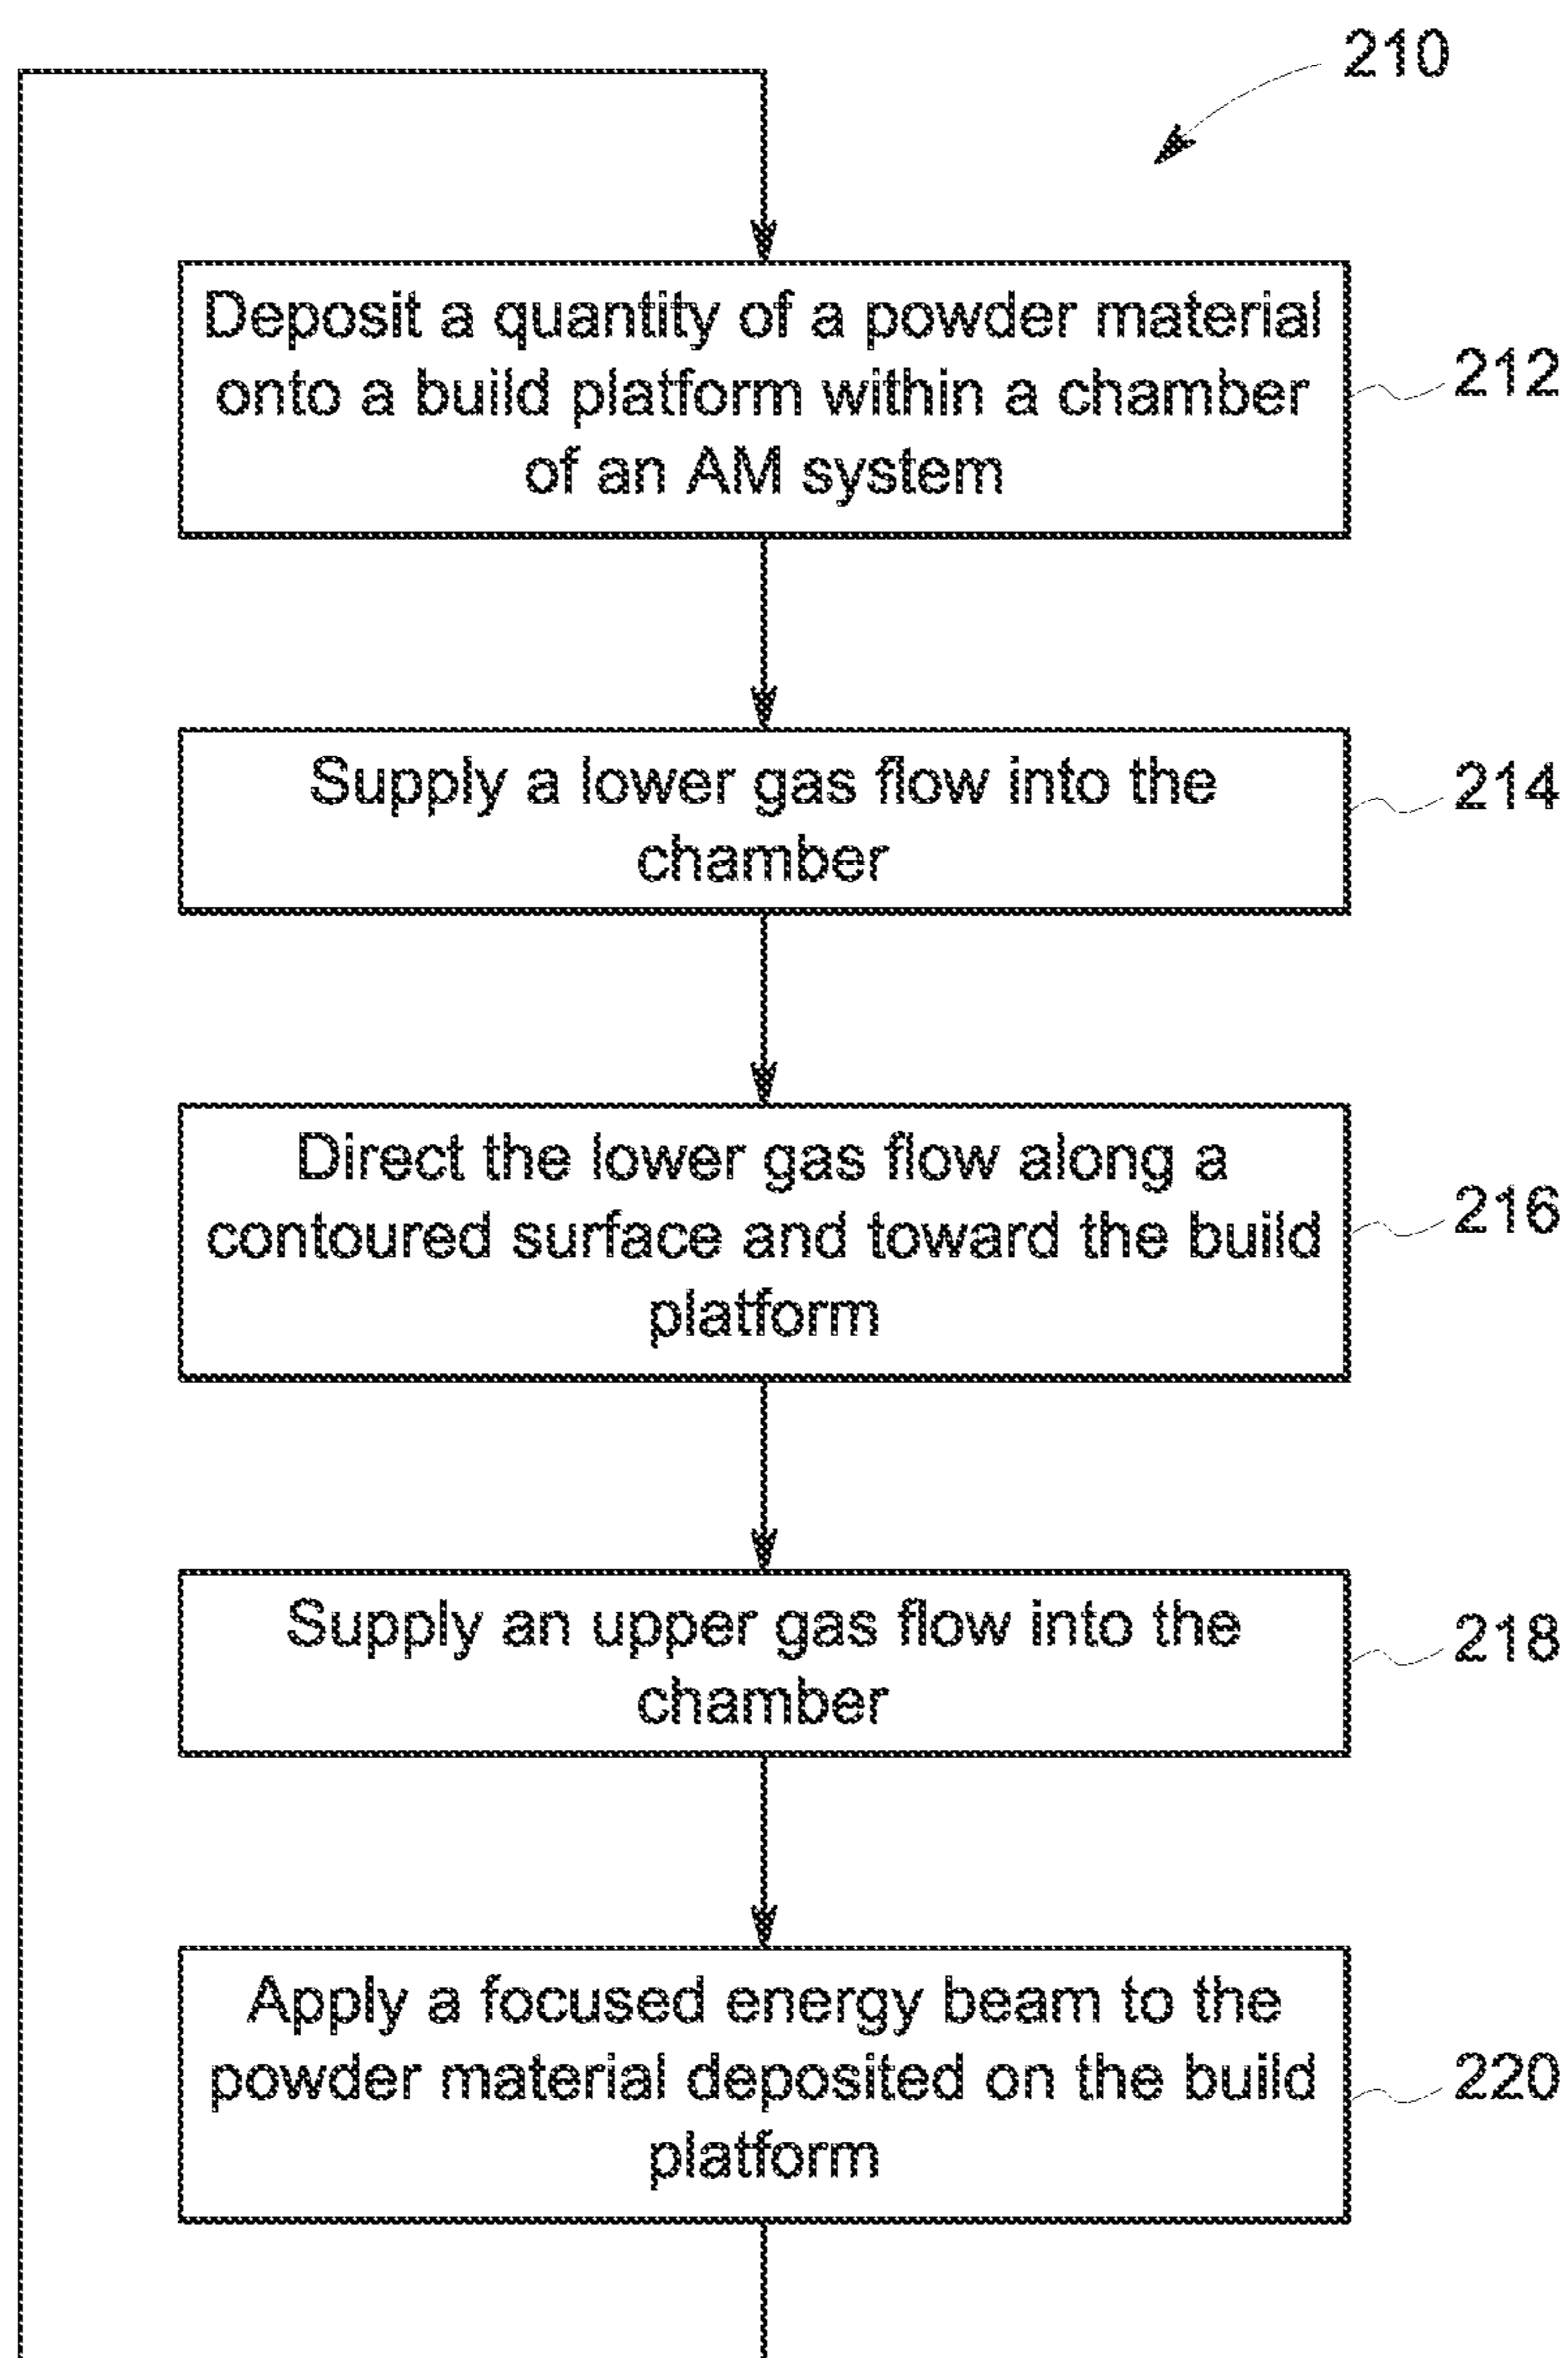 210
Deposit a quantity of a powder material
onto a build platform within a chamber
of an AM system
212
Supply a lower gas flow into the
chamber
214
Direct the lower gas flow along a
contoured surface and toward the build
platform
216
Supply an upper gas flow into the
chamber
218
Apply a focused energy beam to the
powder material deposited on the build
platform
220